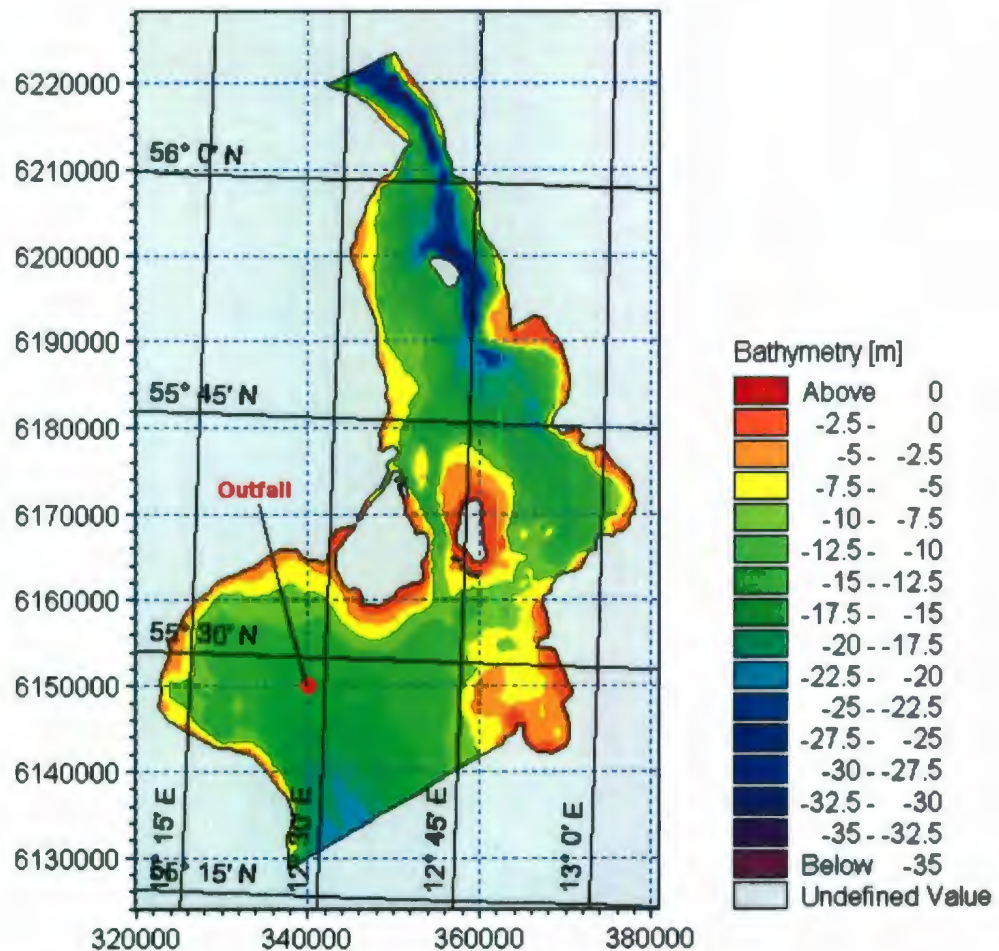 6220000
56° 0' N
6210000
6200000
6190000
55° 45' N
6180000
Outfall
6170000
6160000
55° 30' N
6150000
6140000
6130000
15' E
12° 30' E
12° 45' E
13° 0' E
15' N
320000 340000 360000 380000
Bathymetry [m]
Above 0
-2.5 - 0
-5 - -2.5
-7.5 - -5
-10 - -7.5
-12.5 - -10
-15 - -12.5
-17.5 - -15
-20 - -17.5
-22.5 - -20
-25 - -22.5
-27.5 - -25
-30 - -27.5
-32.5 - -30
-35 - -32.5
Below -35
Undefined Value